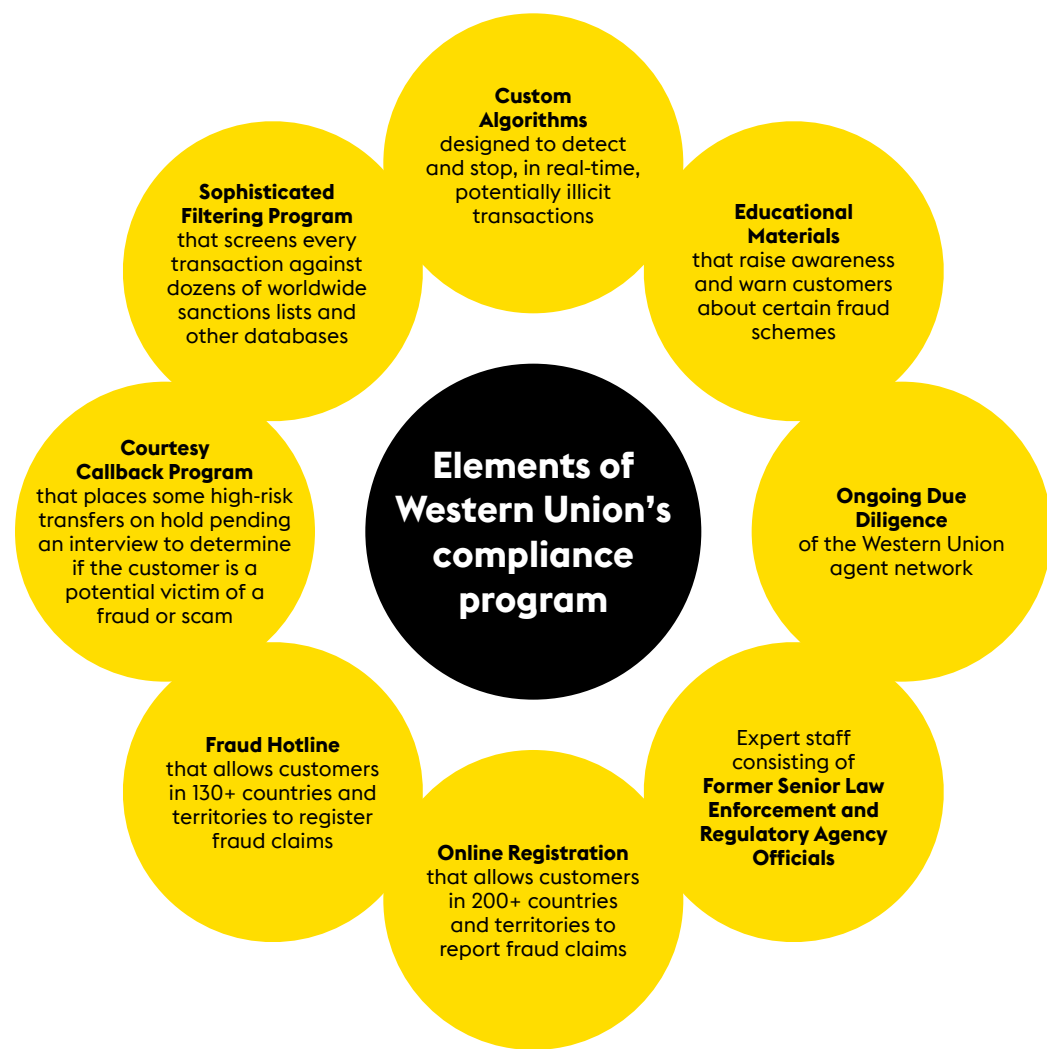 Custom
Algorithms
designed to detect
and stop, in real-time,
potentially illicit
transactions
Educational
Materials
that raise awareness
and warn customers
about certain fraud
schemes
Ongoing Due
Diligence
of the Western Union
agent network
Expert staff
consisting of
Former Senior Law
Enforcement and
Regulatory Agency
Officials
Online Registration
that allows customers
in 200+ countries
and territories to
report fraud claims
Fraud Hotline
that allows customers
in 130+ countries and
territories to register
fraud claims
Courtesy
Callback Program
that places some high-risk
transfers on hold pending
an interview to determine
if the customer is a
potential victim of a
fraud or scam
Sophisticated
Filtering Program
that screens every
transaction against
dozens of worldwide
sanctions lists and
other databases
Elements of
Western Union’s
compliance
program